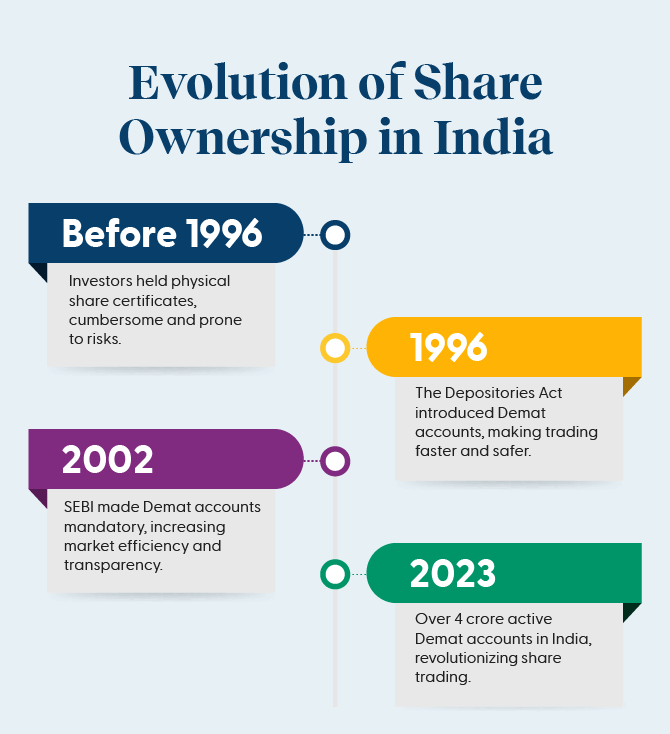 Evolution of Share
Ownership in India
Before 1996
Investors held physical
share certificates,
cumbersome and prone
to risks.
1996
The Depositories Act
introduced Demat
accounts, making trading
faster and safer.
2002
SEBI made Demat accounts
mandatory, increasing
market efficiency and
transparency.
2023
Over 4 crore active
Demat accounts in India,
revolutionizing share
trading.